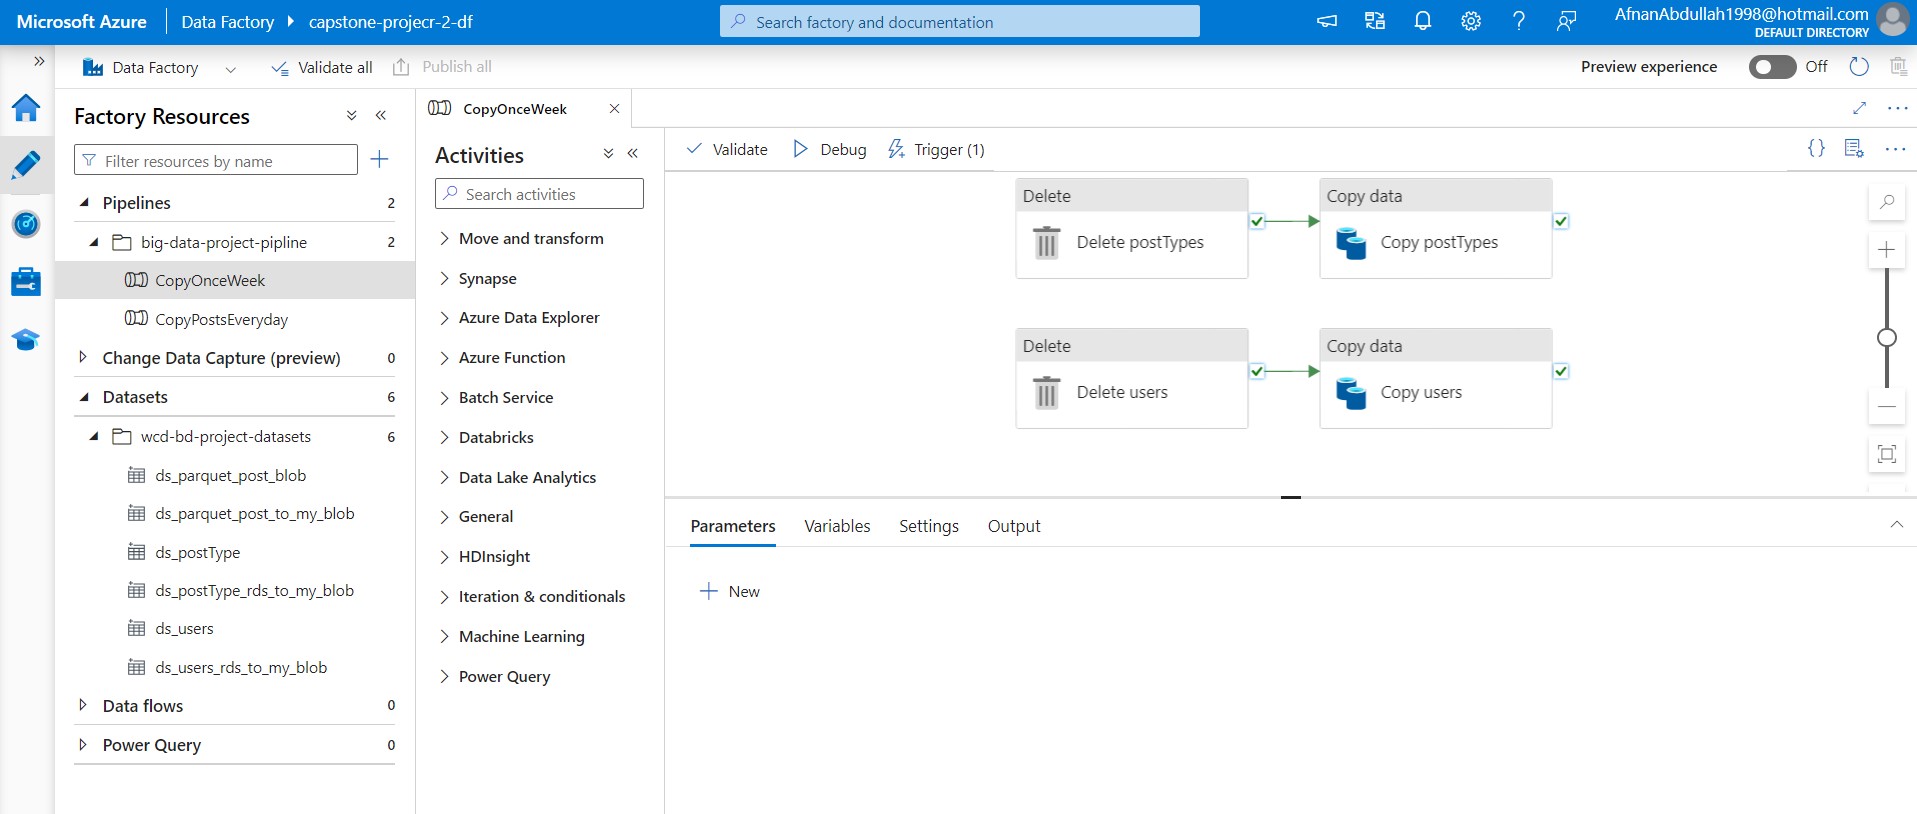 Microsoft Azure
Data Factory
capstone-projecr-2-df
Search factory and documentation
AfnanAbdullah1998@hotmail.com
DEFAULT DIRECTORY
Data Factory
Validate all
Publish all
Preview experience
Off
Factory Resources
Filter resources by name
Pipelines 2
big-data-project-pipline 2
CopyOnceWeek
CopyPostsEveryday
Change Data Capture (preview) 0
Datasets 6
wcd-bd-project-datasets 6
ds_parquet_post_blob
ds_parquet_post_to_my_blob
ds_postType
ds_postType_rds_to_my_blob
ds_users
ds_users_rds_to_my_blob
Data flows 0
Power Query 0
CopyOnceWeek
Activities
Search activities
Move and transform
Synapse
Azure Data Explorer
Azure Function
Batch Service
Databricks
Data Lake Analytics
General
HDInsight
Iteration & conditionals
Machine Learning
Power Query
Validate
Debug
Trigger (1)
Delete
Delete postTypes
Copy data
Copy postTypes
Delete
Delete users
Copy data
Copy users
Parameters
Variables
Settings
Output
New